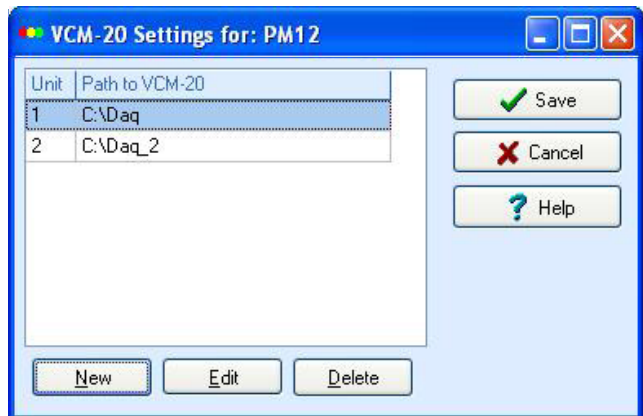 VCM-20 Settings for: PM12
Unit Path to VCM-20
1 C:\Daq
2 C:\Daq_2
Save
Cancel
Help
New Edit Delete